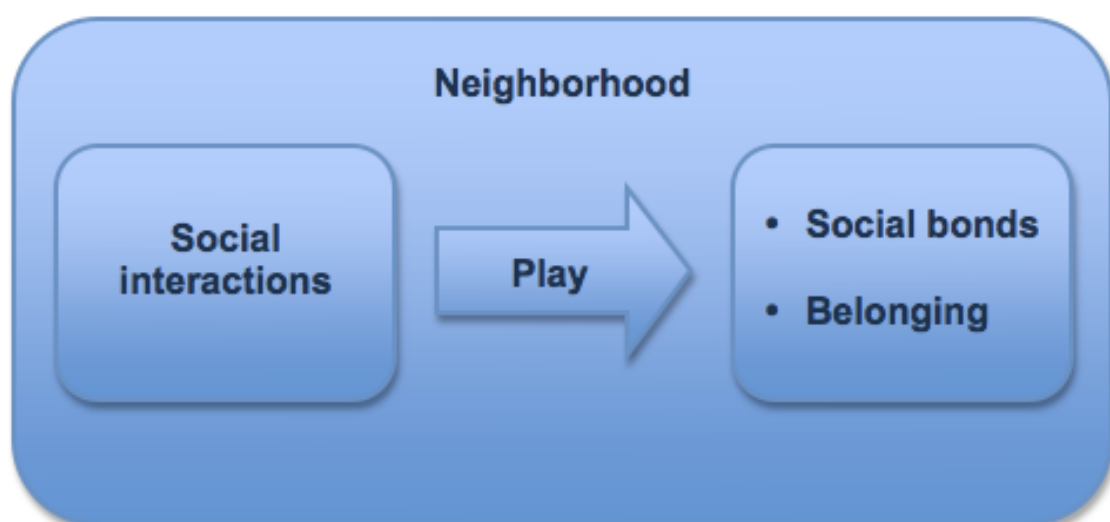 Neighborhood
Social
interactions
Play
• Social bonds
• Belonging